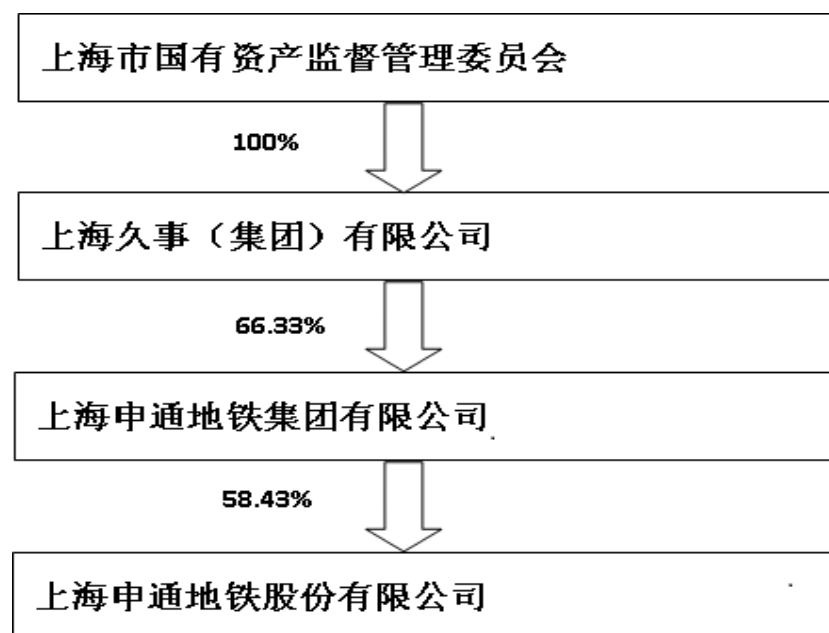 上海市国有资产监督管理委员会
100%
上海久事（集团）有限公司
66.33%
上海申通地铁集团有限公司
58.43%
上海申通地铁股份有限公司